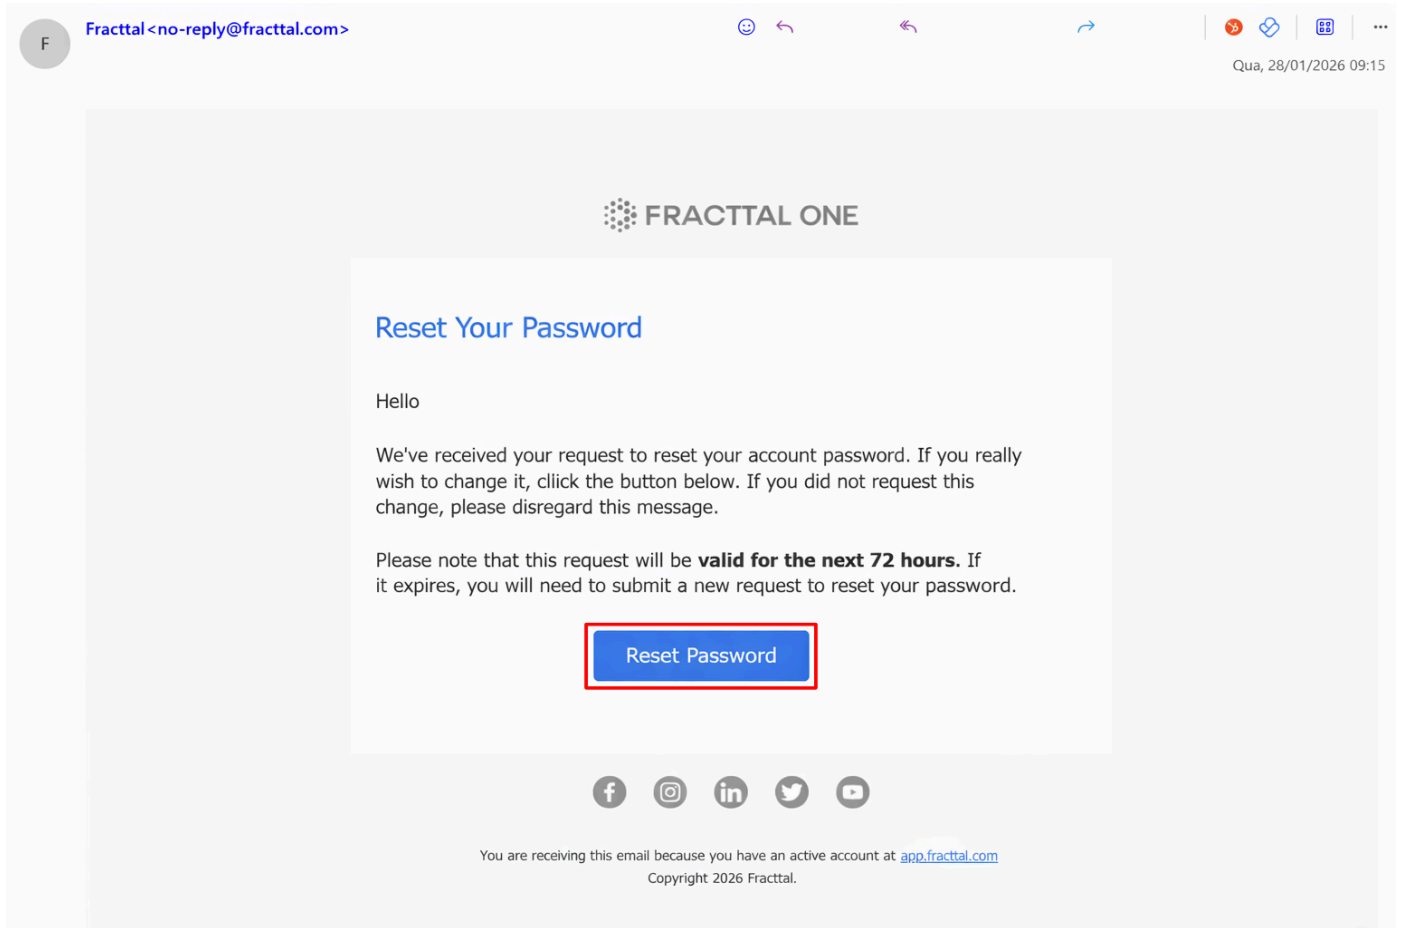 F
Fracttal<no-reply@fracttal.com>
Qua, 28/01/2026 09:15
FRACTTAL ONE
Reset Your Password
Hello
We've received your request to reset your account password. If you really
wish to change it, cliick the button below. If you did not request this
change, please disregard this message.
Please note that this request will be valid for the next 72 hours. If
it expires, you will need to submit a new request to reset your password.
Reset Password
You are receiving this email because you have an active account at app.fracttal.com
Copyright 2026 Fracttal.